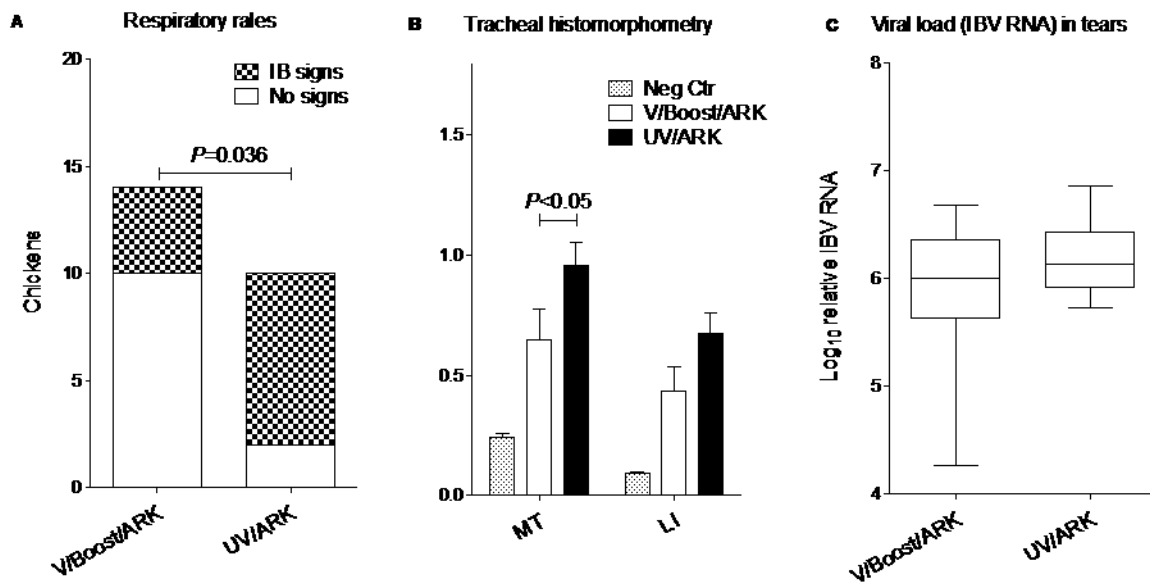 A Respiratory rales
20
15
10
5
0
Chickens
IB signs
No signs
P=0.036
V/Boost/ARK
UV/ARK
B Tracheal histomorphometry
1.5
1.0
0.5
0.0
Neg Ctr
V/Boost/ARK
UV/ARK
P<0.05
MT
LI
C Viral load (IBV RNA) in tears
8
7
6
5
4
Log10 relative IBV RNA
V/Boost/ARK
UV/ARK